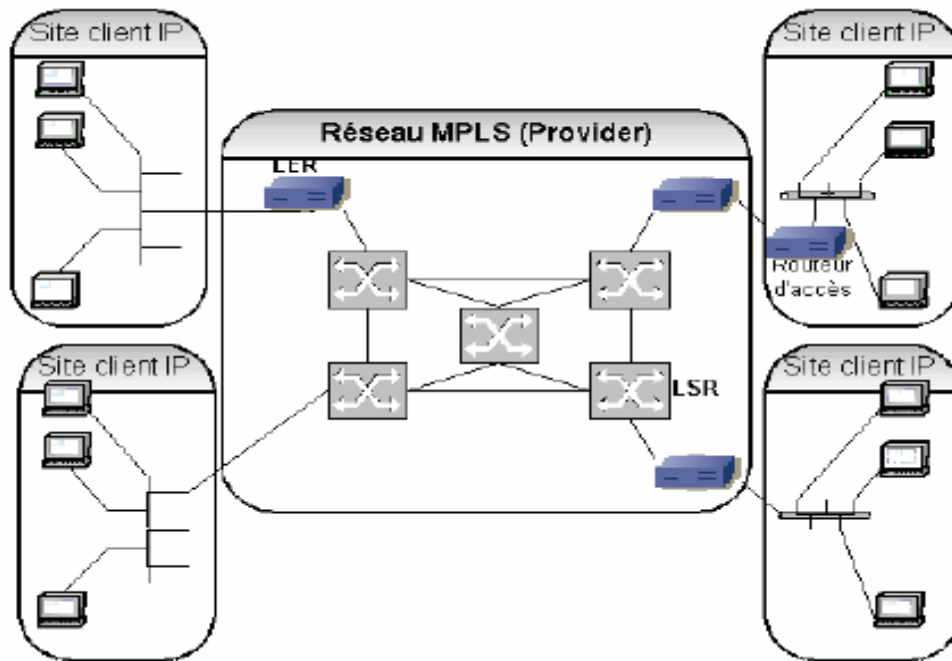 Site client IP
Site client IP
Réseau MPLS (Provider)
LER
Routeur
d'accès
Site client IP
Site client IP
LSR